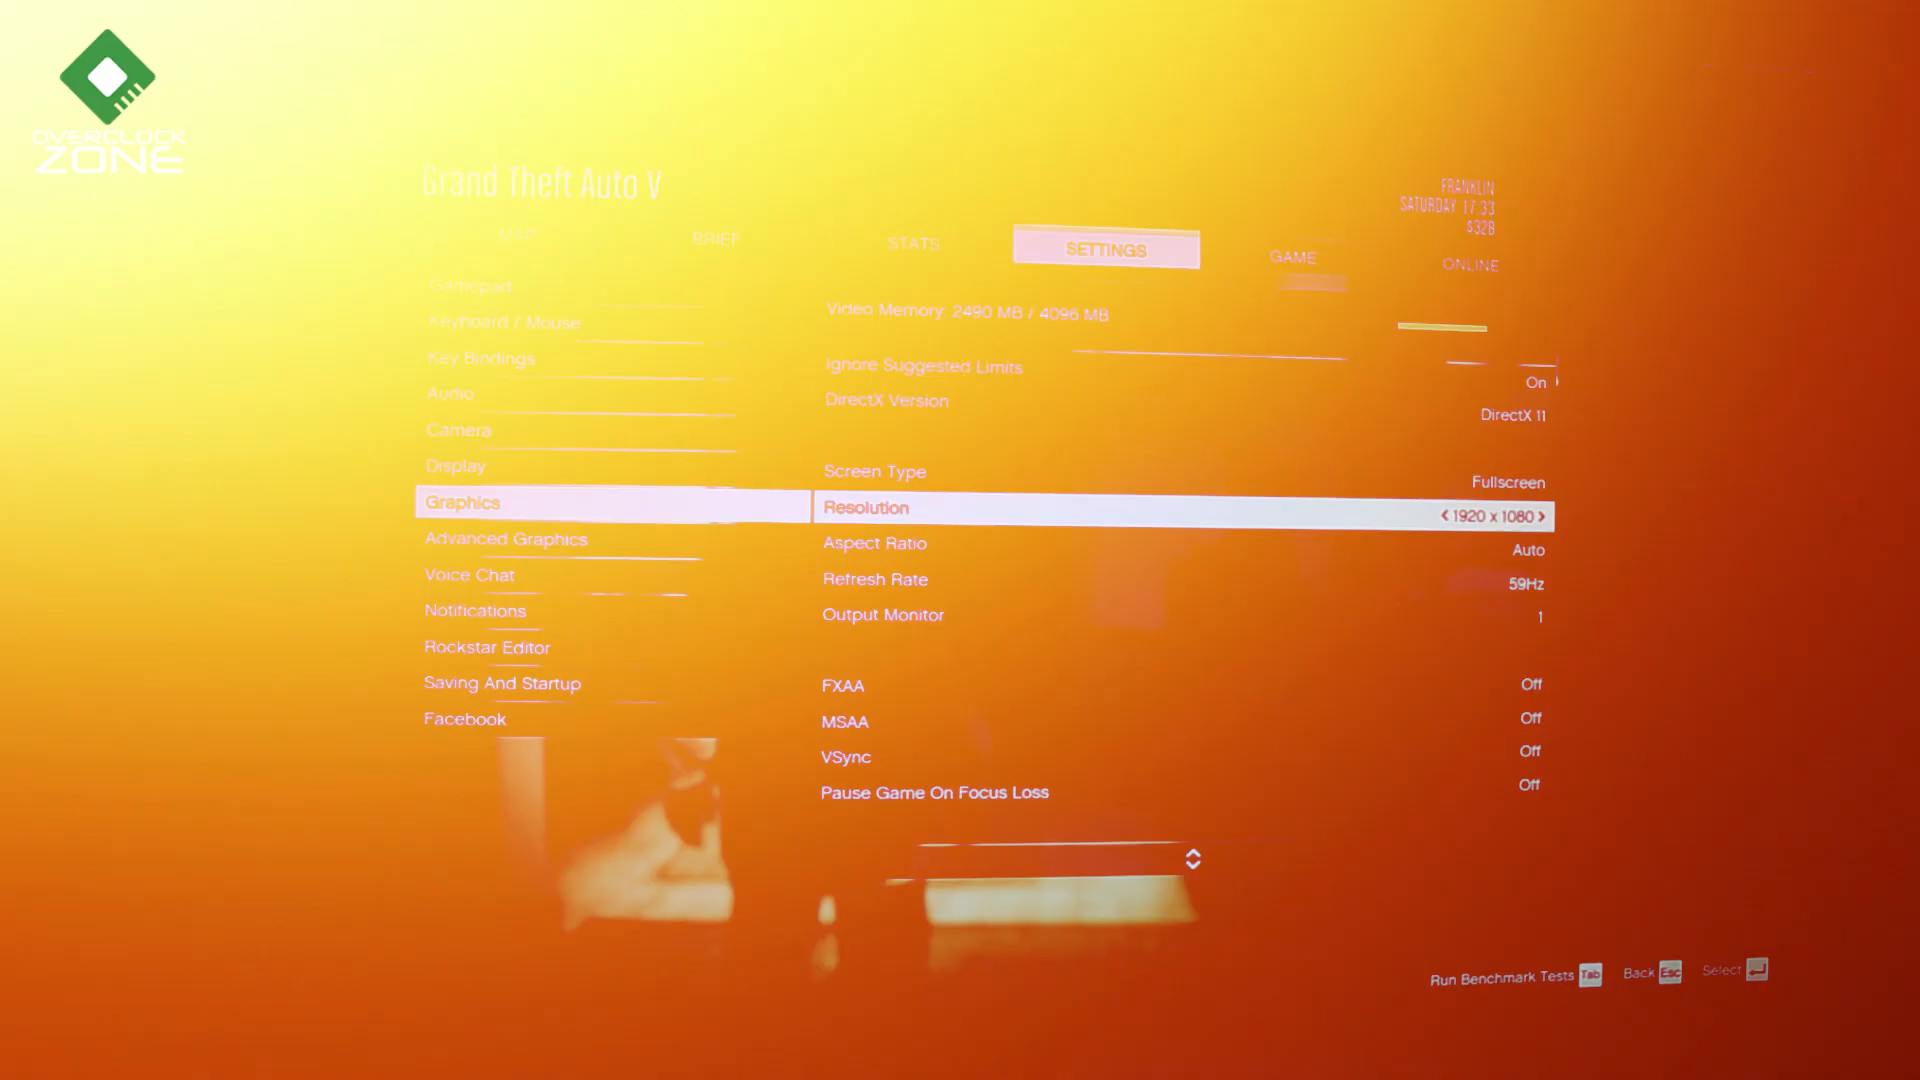 OVERCLOCK
ZONE
Grand Theft Auto V
FRANKLIN
SATURDAY 17:33
$328
MAP
BRIEF
STATS
SETTINGS
GAME
ONLINE
Gamepad
Keyboard / Mouse
Key Bindings
Audio
Camera
Display
Graphics
Advanced Graphics
Voice Chat
Notifications
Rockstar Editor
Saving And Startup
Facebook
Video Memory: 2490 MB / 4096 MB
Ignore Suggested Limits On
DirectX Version DirectX 11
Screen Type Fullscreen
Resolution < 1920 x 1080 >
Aspect Ratio Auto
Refresh Rate 59Hz
Output Monitor 1
FXAA Off
MSAA Off
VSync Off
Pause Game On Focus Loss Off
Run Benchmark Tests Tab Back Esc Select